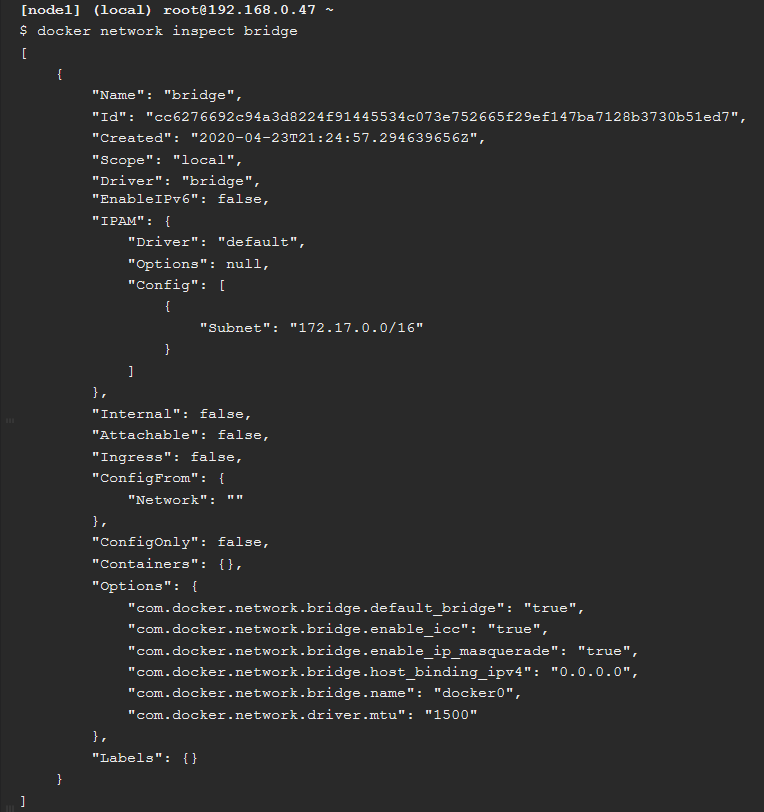 [node1] (local) root@192.168.0.47 ~
$ docker network inspect bridge
[
    {
        "Name": "bridge",
        "Id": "cc6276692c94a3d8224f91445534c073e752665f29ef147ba7128b3730b51ed7",
        "Created": "2020-04-23T21:24:57.294639656Z",
        "Scope": "local",
        "Driver": "bridge",
        "EnableIPv6": false,
        "IPAM": {
            "Driver": "default",
            "Options": null,
            "Config": [
                {
                    "Subnet": "172.17.0.0/16"
                }
            ]
        },
        "Internal": false,
        "Attachable": false,
        "Ingress": false,
        "ConfigFrom": {
            "Network": ""
        },
        "ConfigOnly": false,
        "Containers": {},
        "Options": {
            "com.docker.network.bridge.default_bridge": "true",
            "com.docker.network.bridge.enable_icc": "true",
            "com.docker.network.bridge.enable_ip_masquerade": "true",
            "com.docker.network.bridge.host_binding_ipv4": "0.0.0.0",
            "com.docker.network.bridge.name": "docker0",
            "com.docker.network.driver.mtu": "1500"
        },
        "Labels": {}
    }
]